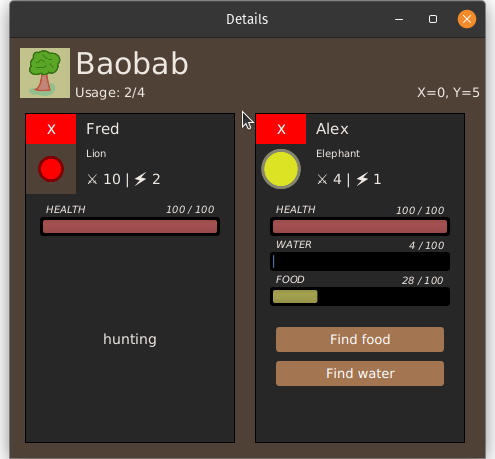 Details
Baobab
Usage: 2/4
X=0, Y=5
X
Fred
Lion
⚔ 10 | ⚡ 2
HEALTH 100 / 100
hunting
X
Alex
Elephant
⚔ 4 | ⚡ 1
HEALTH 100 / 100
WATER 4 / 100
FOOD 28 / 100
Find food
Find water